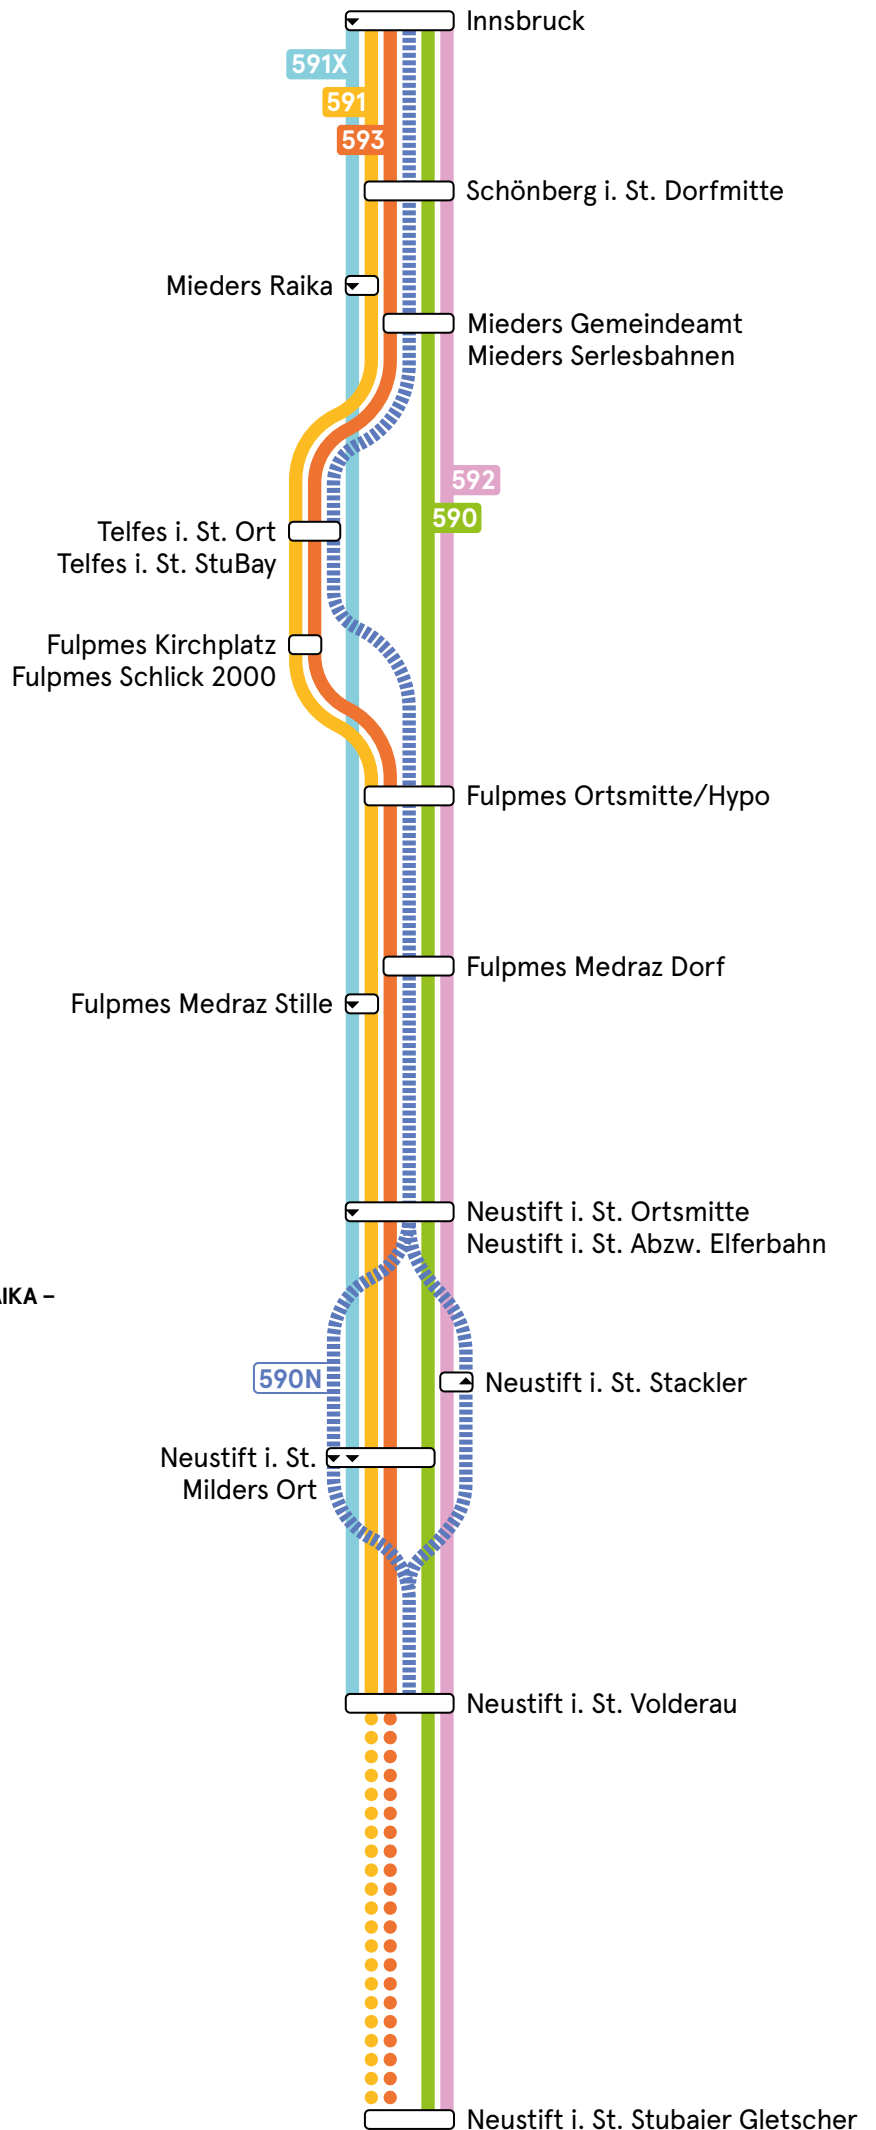 Innsbruck
591X
591
593
Schönberg i. St. Dorfmitte
Mieders Raika
Mieders Gemeindeamt
Mieders Serlesbahnen
592
590
Telfes i. St. Ort
Telfes i. St. StuBay
Fulpmes Kirchplatz
Fulpmes Schlick 2000
Fulpmes Ortsmitte/Hypo
Fulpmes Medraz Dorf
Fulpmes Medraz Stille
Neustift i. St. Ortsmitte
Neustift i. St. Abzw. Elferbahn
IKA –
590N
Neustift i. St. Stackler
Neustift i. St.
Milders Ort
Neustift i. St. Volderau
Neustift i. St. Stubaier Gletscher